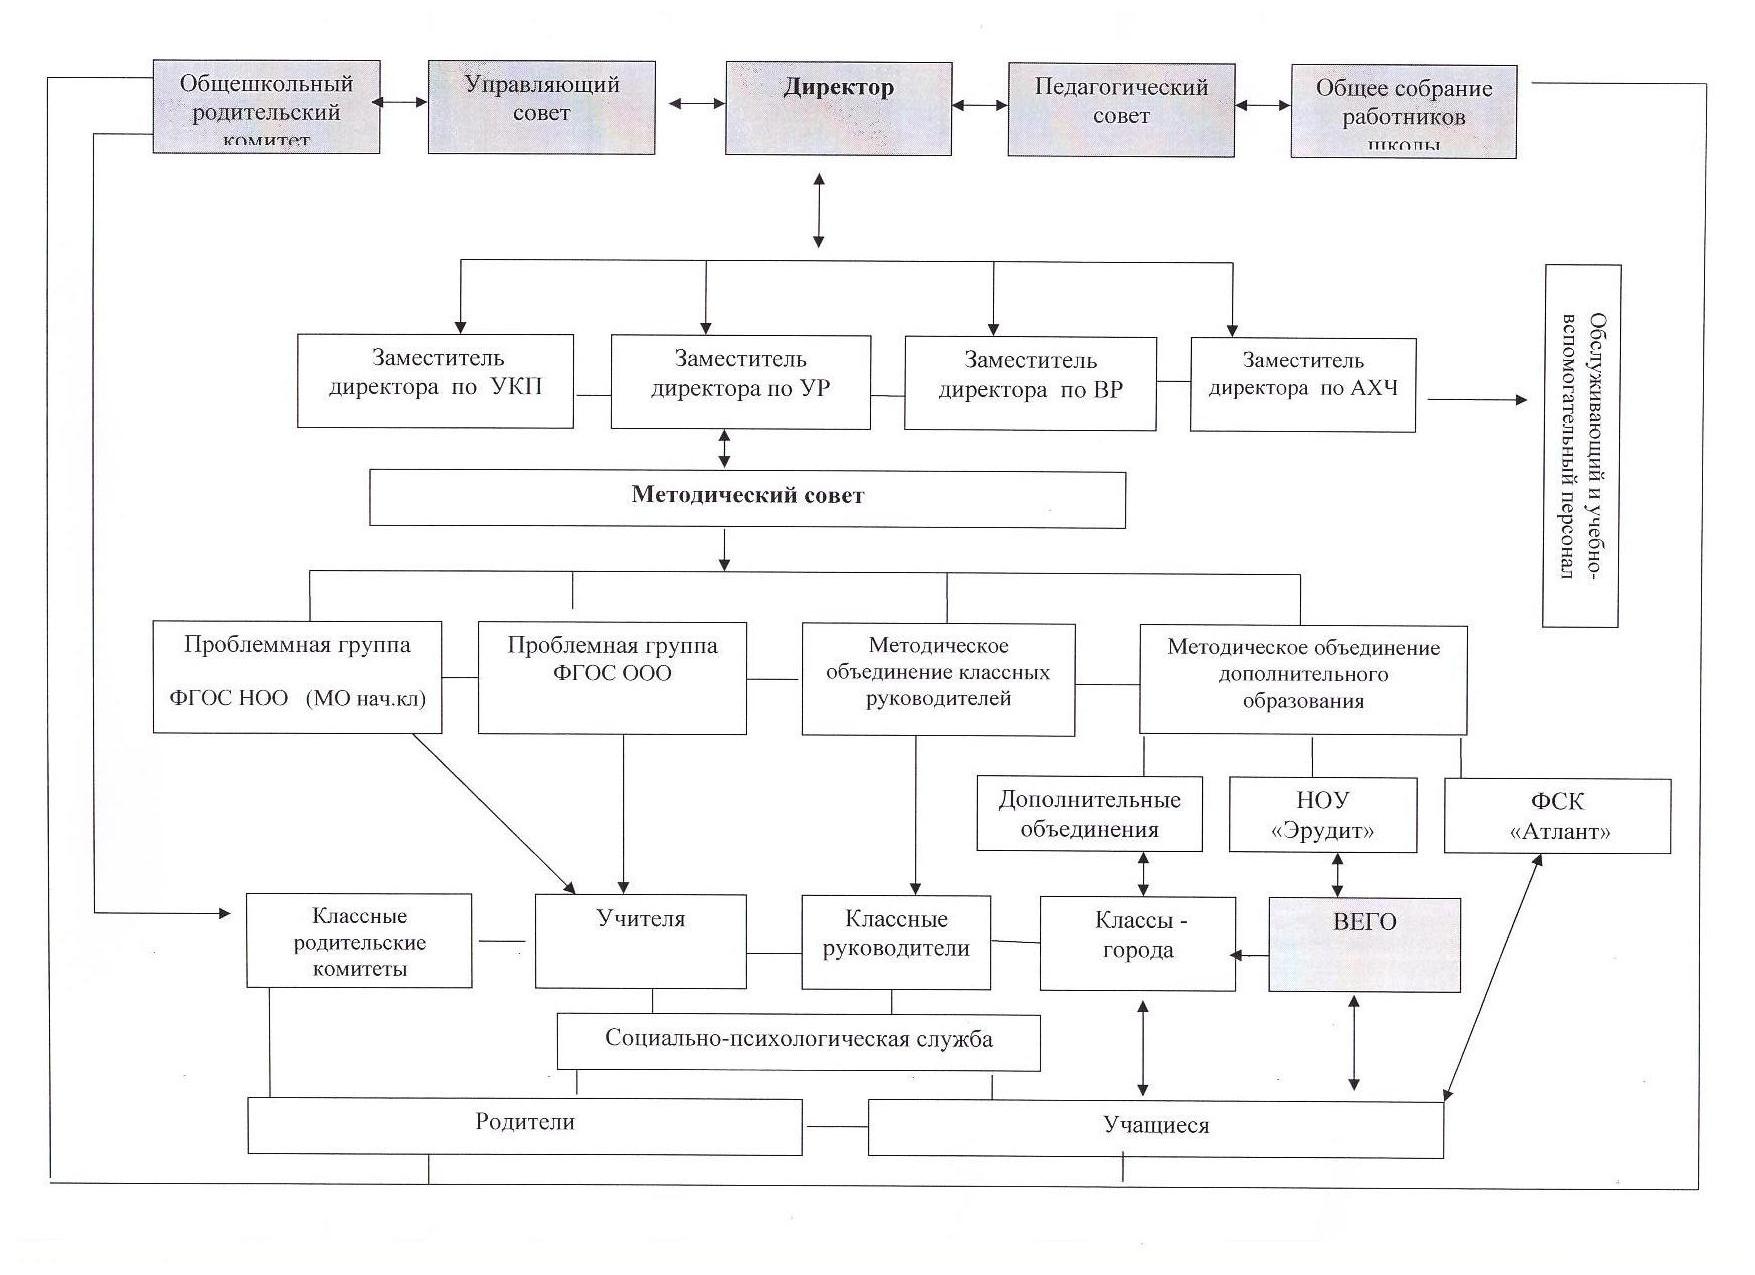 Общешкольный
родительский
комитет
Управляющий
совет
Директор
Педагогический
совет
Общее собрание
работников
школы
Заместитель
директора по УКП
Заместитель
директора по УР
Заместитель
директора по ВР
Заместитель
директора по АХЧ
Обслуживающий и учебно-
вспомогательный персонал
Методический совет
Проблеммная группа
ФГОС НОО (МО нач.кл)
Проблемная группа
ФГОС ООО
Методическое
объединение классных
руководителей
Методическое объединение
дополнительного
образования
Дополнительные
объединения
НОУ
«Эрудит»
ФСК
«Атлант»
Классные
родительские
комитеты
Учителя
Классные
руководители
Классы -
города
ВЕГО
Социально-психологическая служба
Родители
Учащиеся